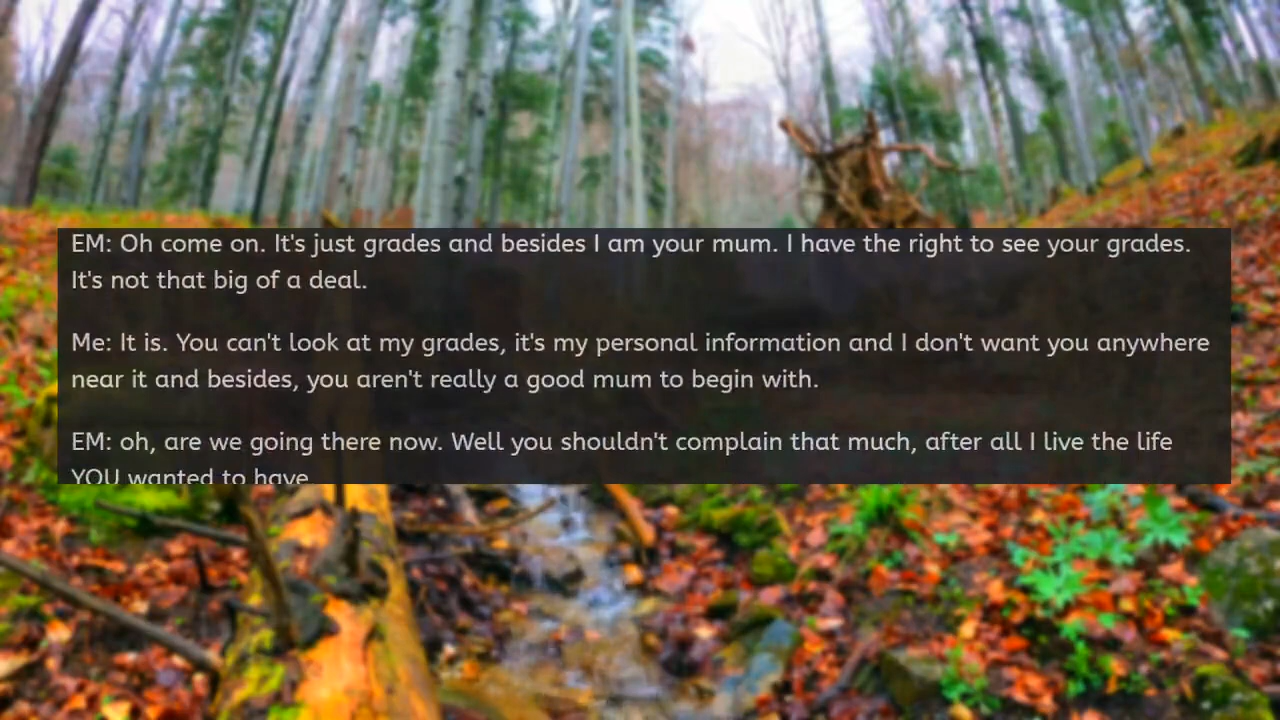 EM: Oh come on. It's just grades and besides I am your mum. I have the right to see your grades.
It's not that big of a deal.
Me: It is. You can't look at my grades, it's my personal information and I don't want you anywhere
near it and besides, you aren't really a good mum to begin with.
EM: oh, are we going there now. Well you shouldn't complain that much, after all I live the life
YOU wanted to have.